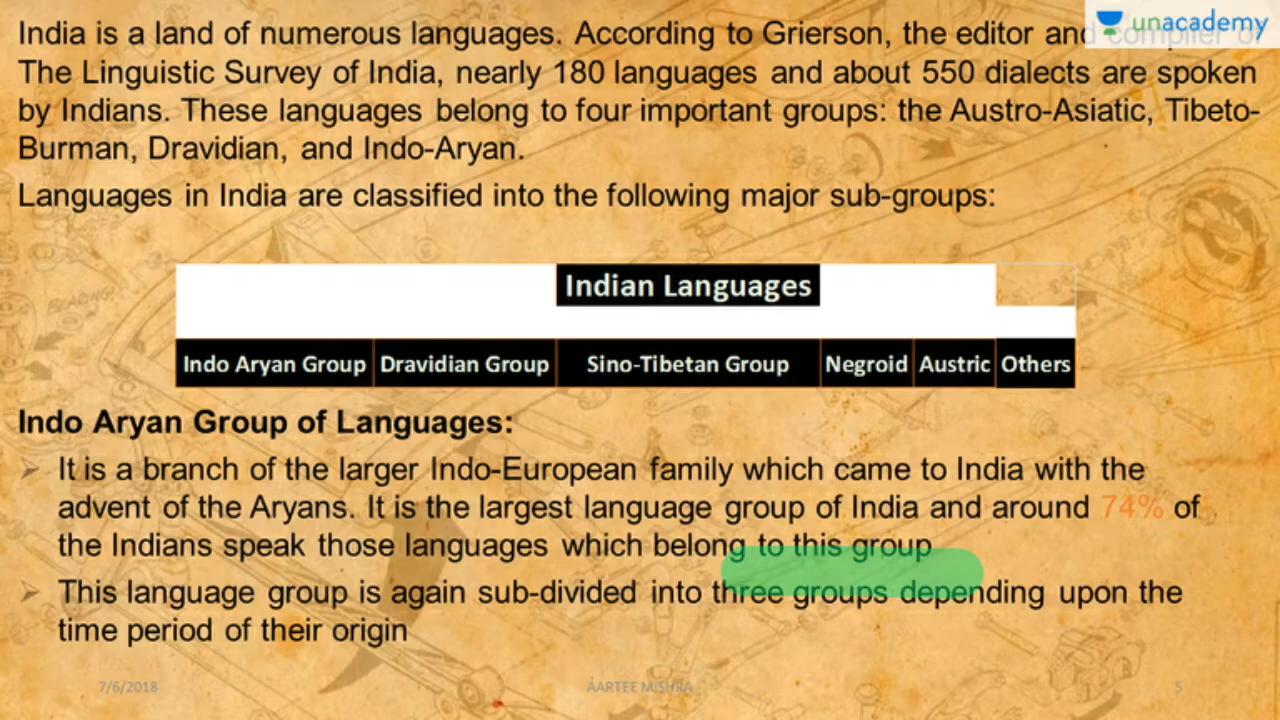 unacademy
India is a land of numerous languages. According to Grierson, the editor and compiler of
The Linguistic Survey of India, nearly 180 languages and about 550 dialects are spoken
by Indians. These languages belong to four important groups: the Austro-Asiatic, Tibeto-
Burman, Dravidian, and Indo-Aryan.
Languages in India are classified into the following major sub-groups:
Indian Languages
Indo Aryan Group Dravidian Group Sino-Tibetan Group Negroid Austric Others
Indo Aryan Group of Languages:
It is a branch of the larger Indo-European family which came to India with the
advent of the Aryans. It is the largest language group of India and around 74% of
the Indians speak those languages which belong to this group
This language group is again sub-divided into three groups depending upon the
time period of their origin
7/6/2018 AARTEE MISHRA 5